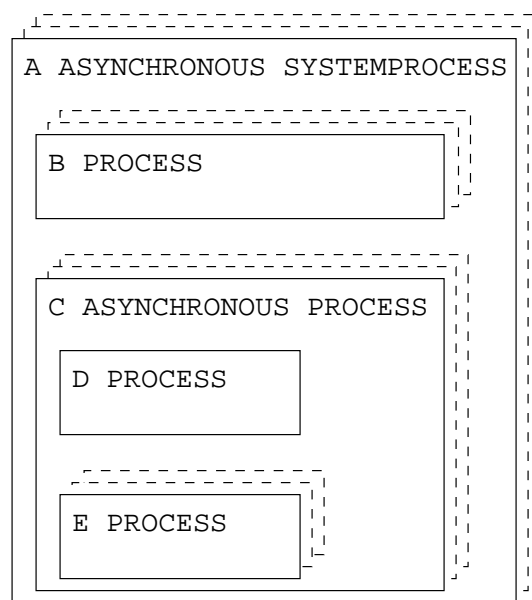 A ASYNCHRONOUS SYSTEMPROCESS
B PROCESS
C ASYNCHRONOUS PROCESS
D PROCESS
E PROCESS